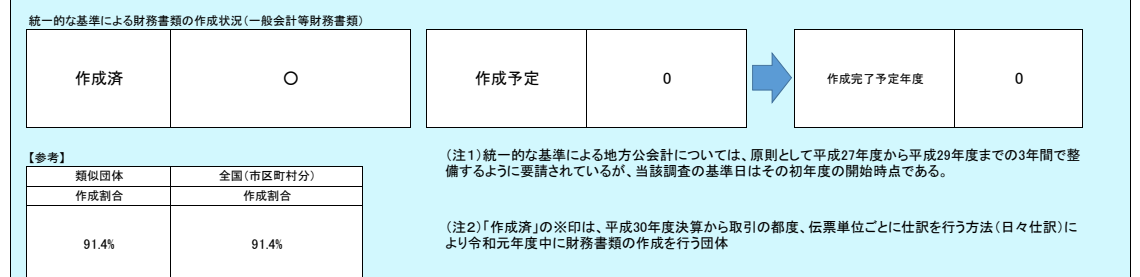 統一的な基準による財務書類の作成状況（一般会計等財務書類）
作成済
○
作成予定
0
作成完了予定年度
0
【参考】
類似団体
全国（市区町村分）
作成割合
作成割合
91.4%
91.4%
（注１）統一的な基準による地方公会計については、原則として平成27年度から平成29年度までの3年間で整
備するように要請されているが、当該調査の基準日はその初年度の開始時点である。
（注２）「作成済」の※印は、平成30年度決算から取引の都度、伝票単位ごとに仕訳を行う方法（日々仕訳）に
より令和元年度中に財務書類の作成を行う団体